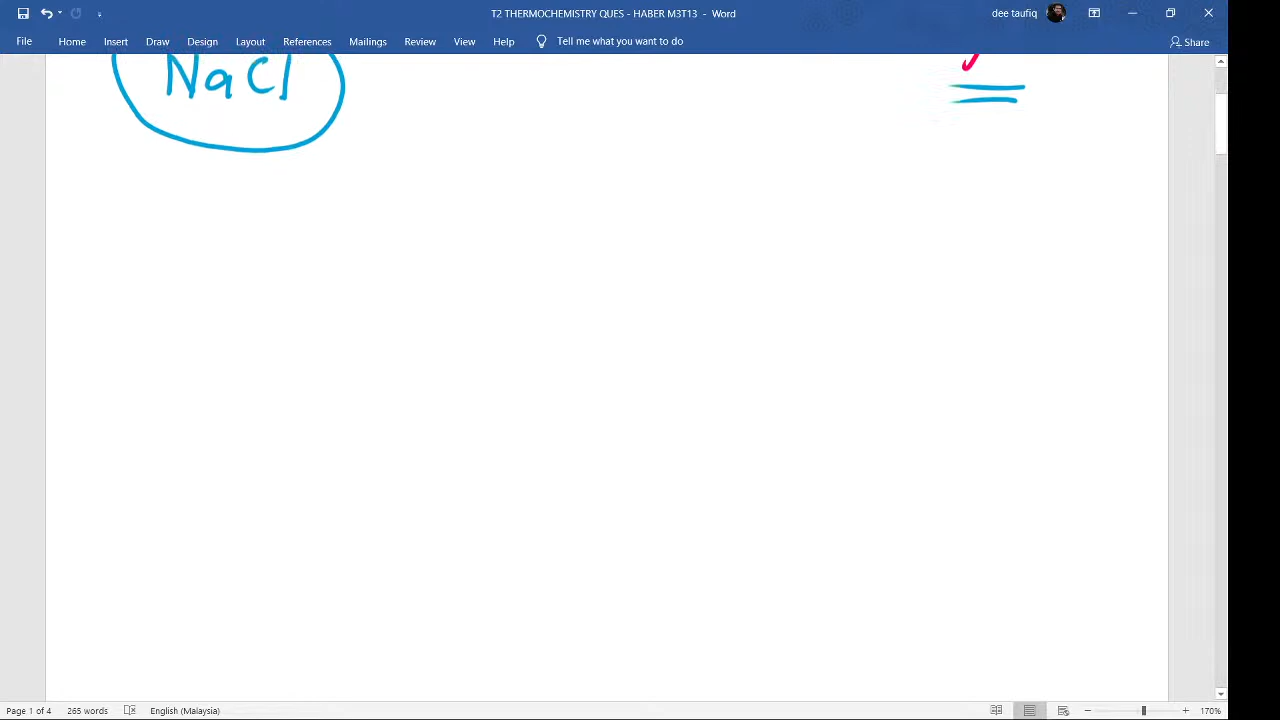 T2 THERMOCHEMISTRY QUES - HABER M3T13 - Word
dee taufiq
File Home Insert Draw Design Layout References Mailings Review View Help Tell me what you want to do Share
NaCl
Page 1 of 4 265 words English (Malaysia) 170%